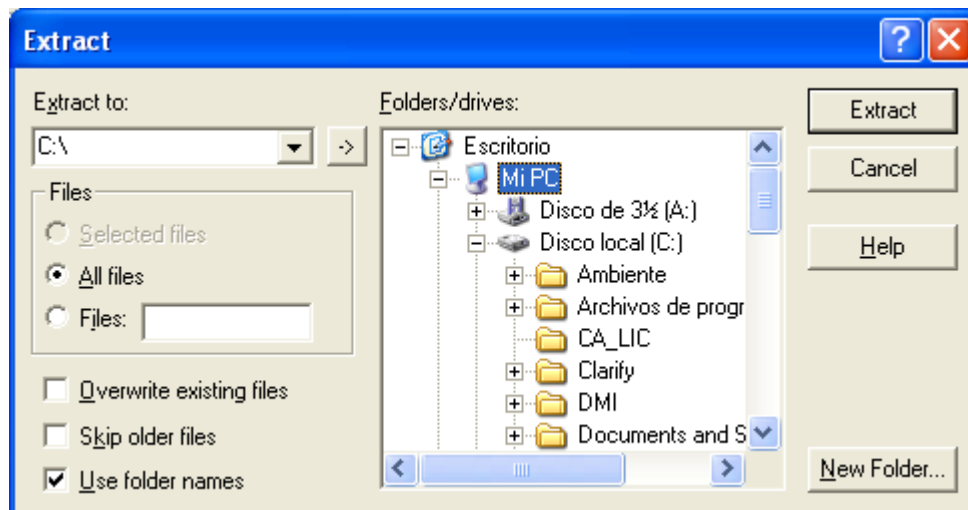 Extract
Extract to:
C:\
->
Files
Selected files
All files
Files:
Overwrite existing files
Skip older files
Use folder names
Folders/drives:
Escritorio
Mi PC
Disco de 3½ (A:)
Disco local (C:)
Ambiente
Archivos de progr
CA_LIC
Clarify
DMI
Documents and S
Extract
Cancel
Help
New Folder...